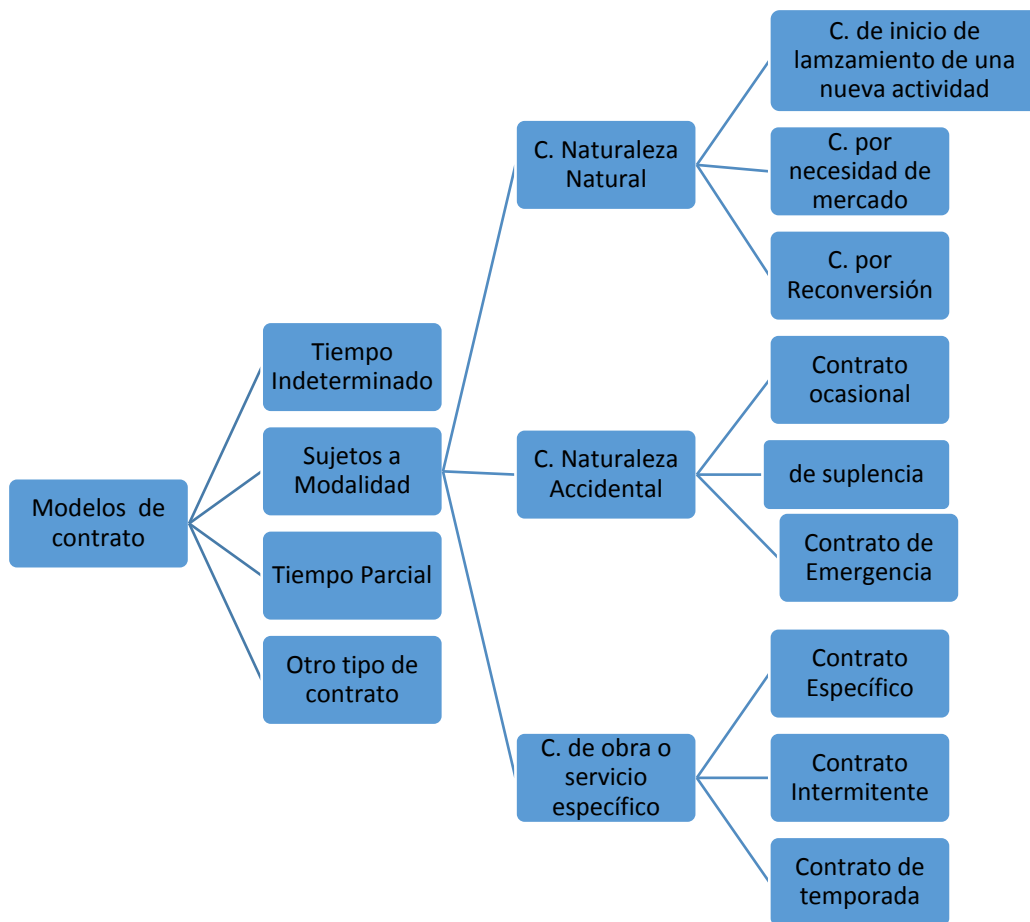 Modelos de
contrato
Tiempo
Indeterminado
Sujetos a
Modalidad
Tiempo Parcial
Otro tipo de
contrato
C. Naturaleza
Natural
C. Naturaleza
Accidental
C. de obra o
servicio
específico
C. de inicio de
lamzamiento de una
nueva actividad
C. por
necesidad de
mercado
C. por
Reconversión
Contrato
ocasional
de suplencia
Contrato de
Emergencia
Contrato
Específico
Contrato
Intermitente
Contrato de
temporada